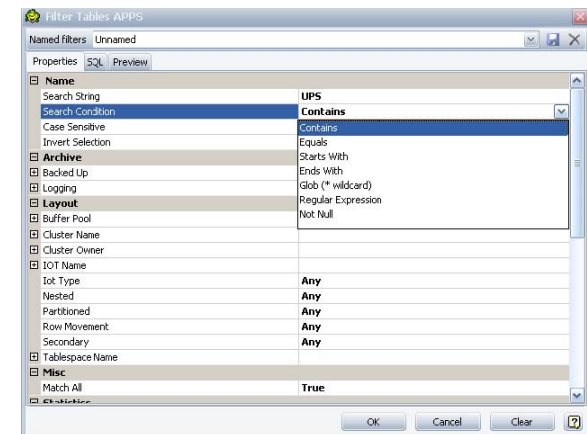 Filter Tables APPS
Named filters Unnamed
Properties SQL Preview
Name
Search String UPS
Search Condition Contains
Case Sensitive Contains
Invert Selection Equals
Archive Starts With
Backed Up Ends With
Logging Glob (* wildcard)
Layout Regular Expression
Buffer Pool Not Null
Cluster Name
Cluster Owner
IOT Name
Iot Type Any
Nested Any
Partitioned Any
Row Movement Any
Secondary Any
Tablespace Name
Misc
Match All True
Statistics
OK Cancel Clear